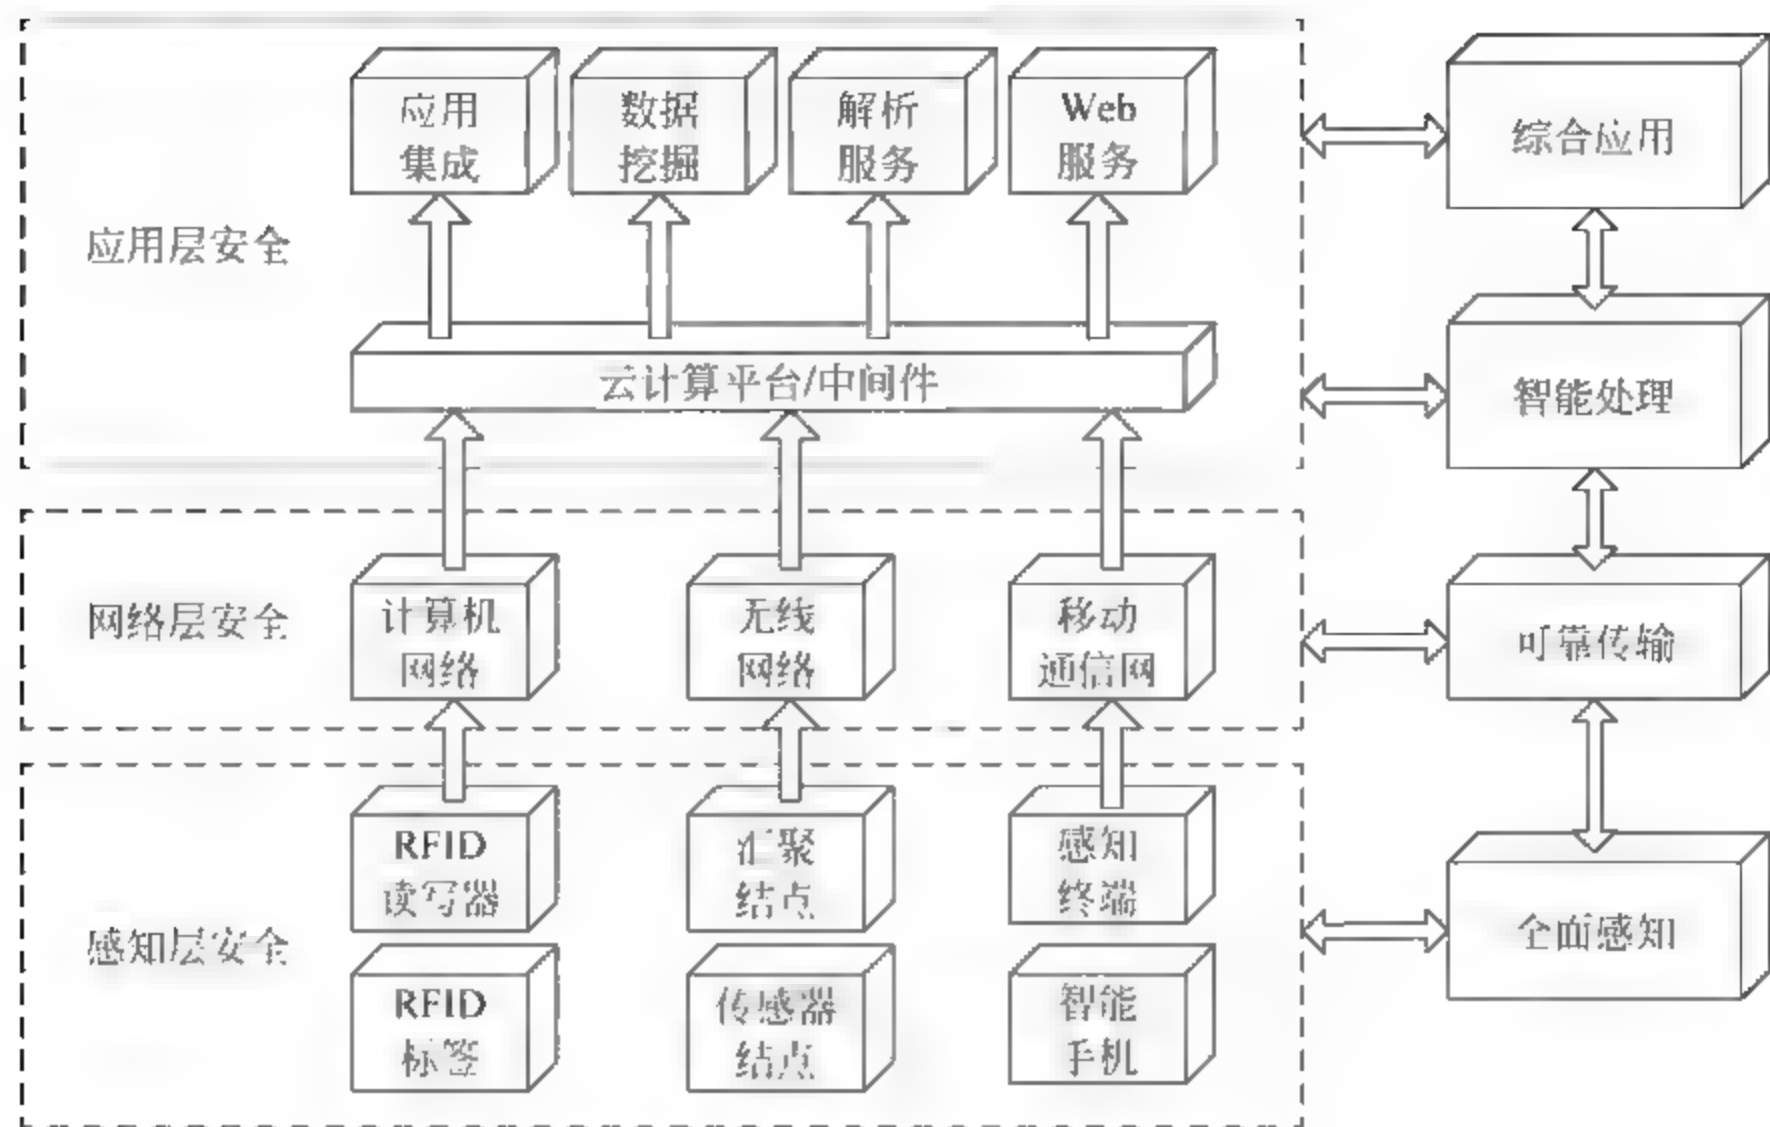 应用
集成
数据
挖掘
解析
服务
Web
服务
综合应用
应用层安全
云计算平台/中间件
智能处理
网络层安全
计算机
网络
无线
网络
移动
通信网
可靠传输
感知层安全
RFID
读写器
汇聚
结点
感知
终端
全面感知
RFID
标签
传感器
结点
智能
手机